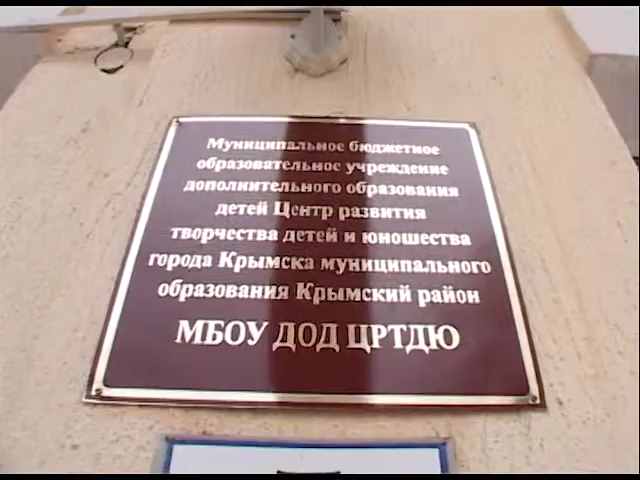 Муниципальное бюджетное
образовательное учреждение
дополнительного образования
детей Центр развития
творчества детей и юношества
города Крымска муниципального
образования Крымский район
МБОУ ДОД ЦРТДЮ